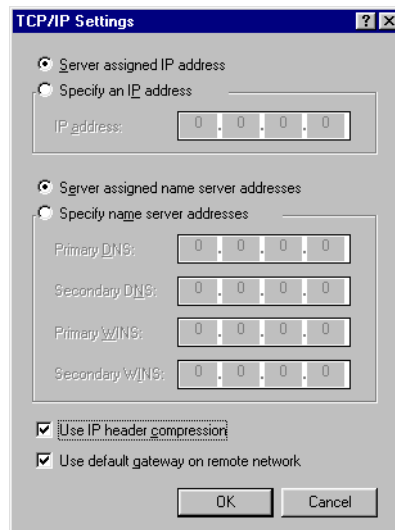 TCP/IP Settings
Server assigned IP address
Specify an IP address
IP address: 0 . 0 . 0 . 0
Server assigned name server addresses
Specify name server addresses
Primary DNS: 0 . 0 . 0 . 0
Secondary DNS: 0 . 0 . 0 . 0
Primary WINS: 0 . 0 . 0 . 0
Secondary WINS: 0 . 0 . 0 . 0
Use IP header compression
Use default gateway on remote network
OK Cancel